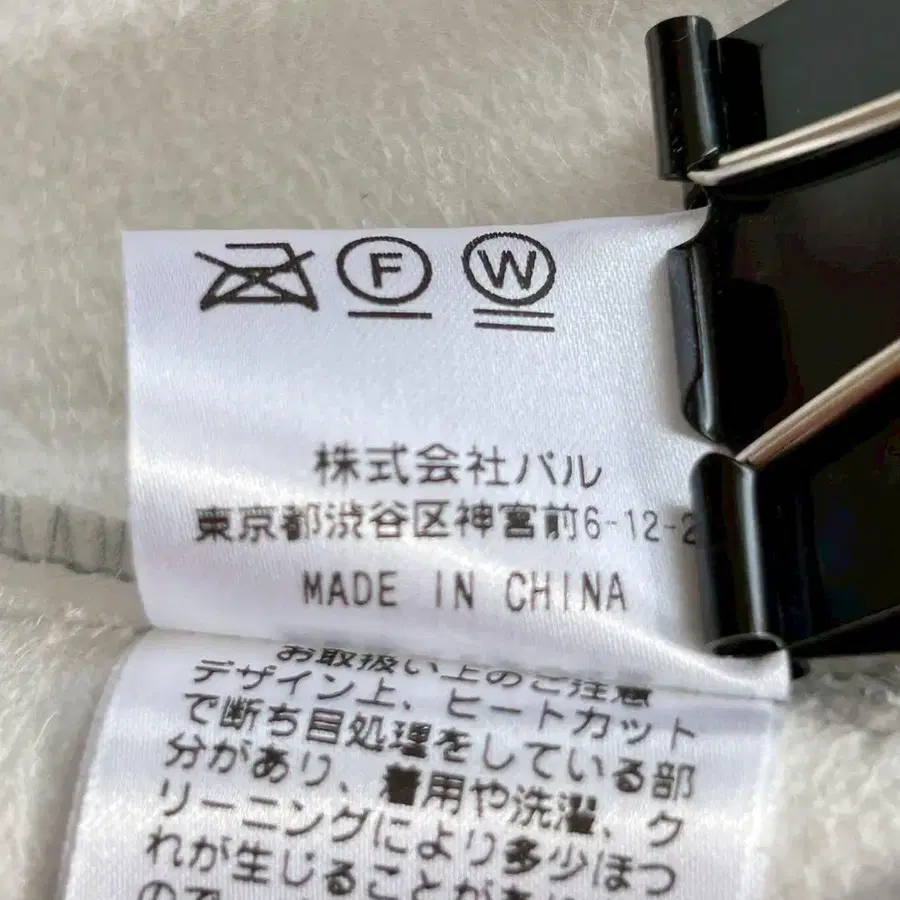 F W
株式会社パル
東京都渋谷区神宮前6-12-2
MADE IN CHINA
お取扱い上のご注意
デザイン上、ヒートカット
で断ち目処理をしている部
分があり、着用や洗濯、ク
リーニングにより多少ほつ
れが生じることがあ
ので